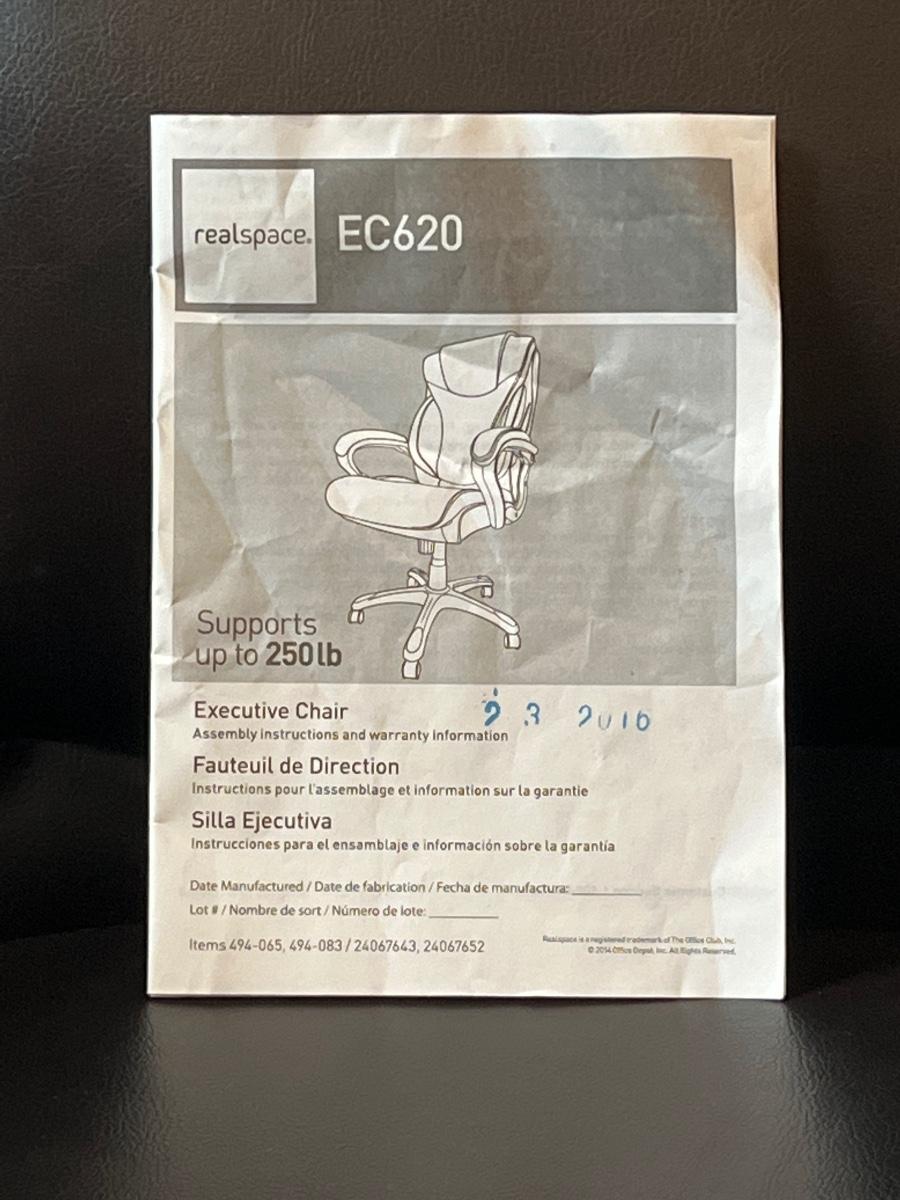 realspace.
EC620
Supports
up to 250lb
Executive Chair
3 2016
Assembly instructions and warranty information
Fauteuil de Direction
Instructions pour l'assemblage et information sur la garantie
Silla Ejecutiva
Instrucciones para el ensamblaje e información sobre la garantía
Date Manufactured / Date de fabrication / Fecha de manufactura:
Lot # / Nombre de sort / Número de lote:
Items 494-065, 494-083 / 24067643, 24067652
Realspace is a registered trademark of The Office Club, Inc.
© 2014 Office Depot, Inc. All Rights Reserved.